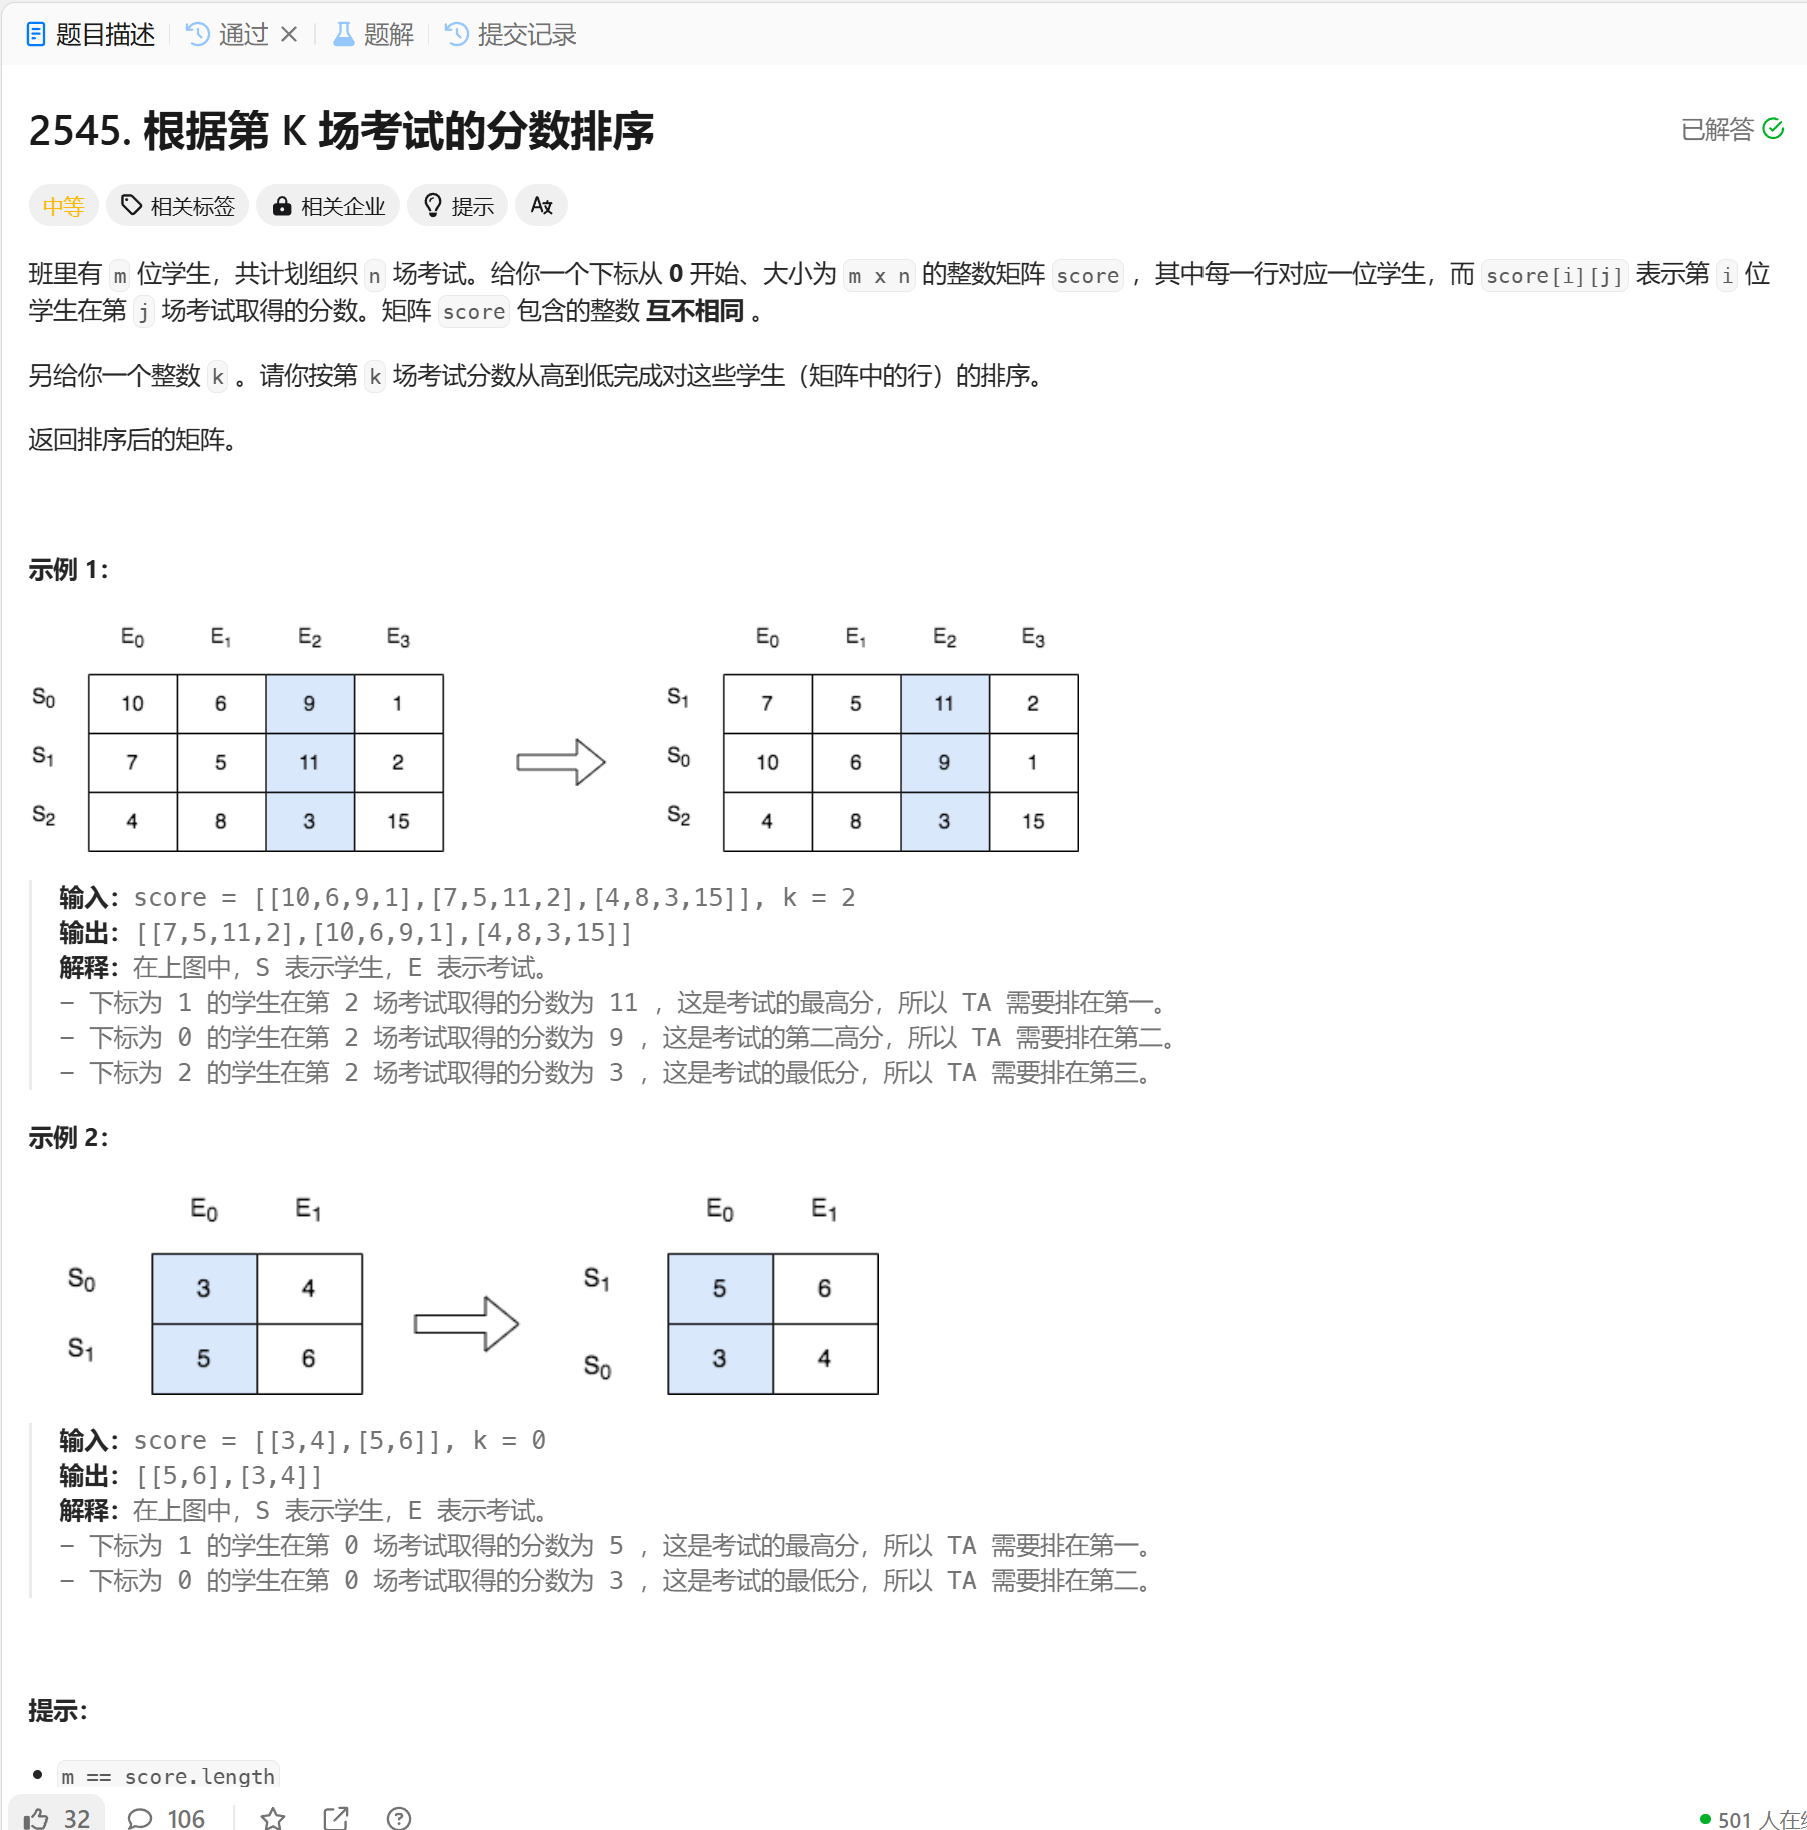 题目描述 通过 题解 提交记录
2545. 根据第 K 场考试的分数排序
已解答
中等 相关标签 相关企业 提示
班里有 m 位学生，共计划组织 n 场考试。给你一个下标从 0 开始、大小为 m x n 的整数矩阵 score ，其中每一行对应一位学生，而 score[i][j] 表示第 i 位
学生在第 j 场考试取得的分数。矩阵 score 包含的整数 互不相同 。
另给你一个整数 k 。请你按第 k 场考试分数从高到低完成对这些学生（矩阵中的行）的排序。
返回排序后的矩阵。
示例 1：
E0 E1 E2 E3 E0 E1 E2 E3
S0 10 6 9 1 S1 7 5 11 2
S1 7 5 11 2 S0 10 6 9 1
S2 4 8 3 15 S2 4 8 3 15
输入：score = [[10,6,9,1],[7,5,11,2],[4,8,3,15]], k = 2
输出：[[7,5,11,2],[10,6,9,1],[4,8,3,15]]
解释：在上图中，S 表示学生，E 表示考试。
- 下标为 1 的学生在第 2 场考试取得的分数为 11 ，这是考试的最高分，所以 TA 需要排在第一。
- 下标为 0 的学生在第 2 场考试取得的分数为 9 ，这是考试的第二高分，所以 TA 需要排在第二。
- 下标为 2 的学生在第 2 场考试取得的分数为 3 ，这是考试的最低分，所以 TA 需要排在第三。
示例 2：
E0 E1 E0 E1
S0 3 4 S1 5 6
S1 5 6 S0 3 4
输入：score = [[3,4],[5,6]], k = 0
输出：[[5,6],[3,4]]
解释：在上图中，S 表示学生，E 表示考试。
- 下标为 1 的学生在第 0 场考试取得的分数为 5 ，这是考试的最高分，所以 TA 需要排在第一。
- 下标为 0 的学生在第 0 场考试取得的分数为 3 ，这是考试的最低分，所以 TA 需要排在第二。
提示：
m == score.length
32 106
501 人在